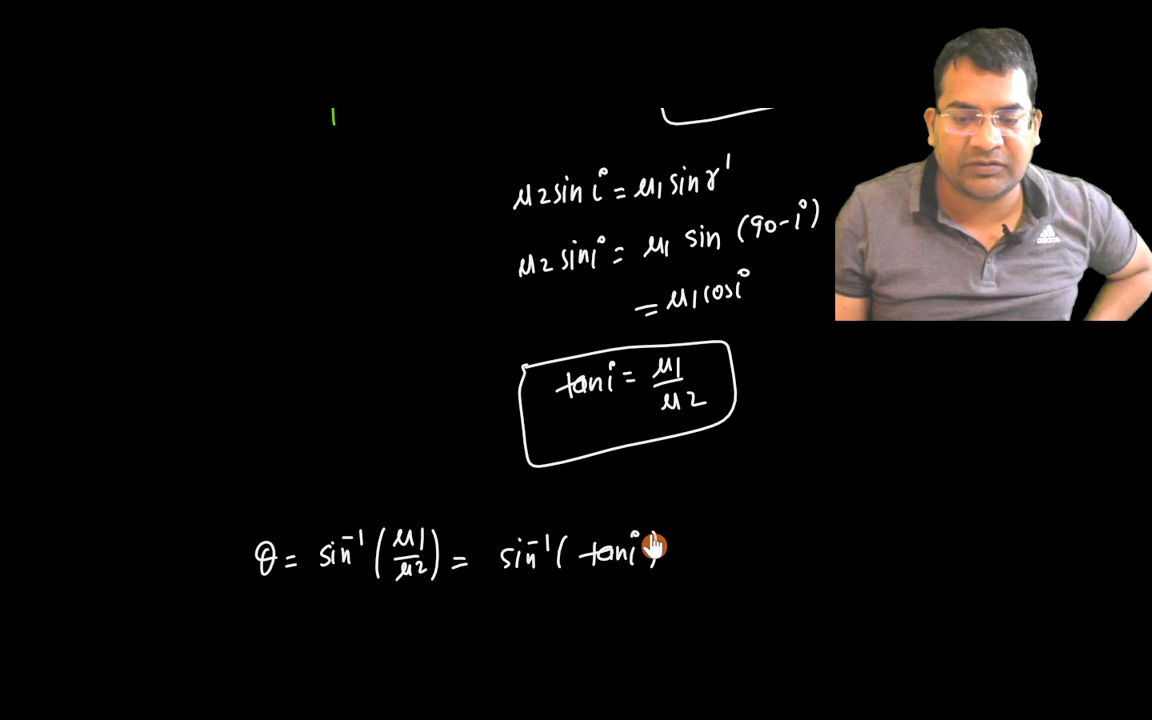 μ2 sin i = μ1 sin r'
μ2 sin i = μ1 sin (90-i)
= μ1 cos i
tan i = μ1/μ2
θ = sin⁻¹(μ1/μ2) = sin⁻¹(tan i)
adidas